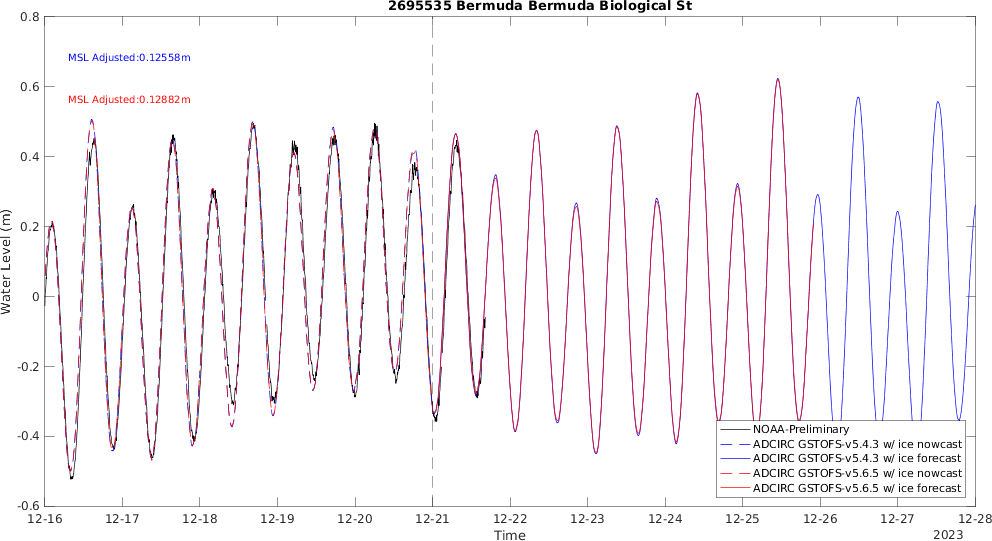 2695535 Bermuda Bermuda Biological St
MSL Adjusted:0.12558m
MSL Adjusted:0.12882m
Water Level (m)
0.8
0.6
0.4
0.2
0
-0.2
-0.4
-0.6
NOAA-Preliminary
ADCIRC GSTOFS-v5.4.3 w/ ice nowcast
ADCIRC GSTOFS-v5.4.3 w/ ice forecast
ADCIRC GSTOFS-v5.6.5 w/ ice nowcast
ADCIRC GSTOFS-v5.6.5 w/ ice forecast
12-16 12-17 12-18 12-19 12-20 12-21 12-22 12-23 12-24 12-25 12-26 12-27 12-28
Time
2023